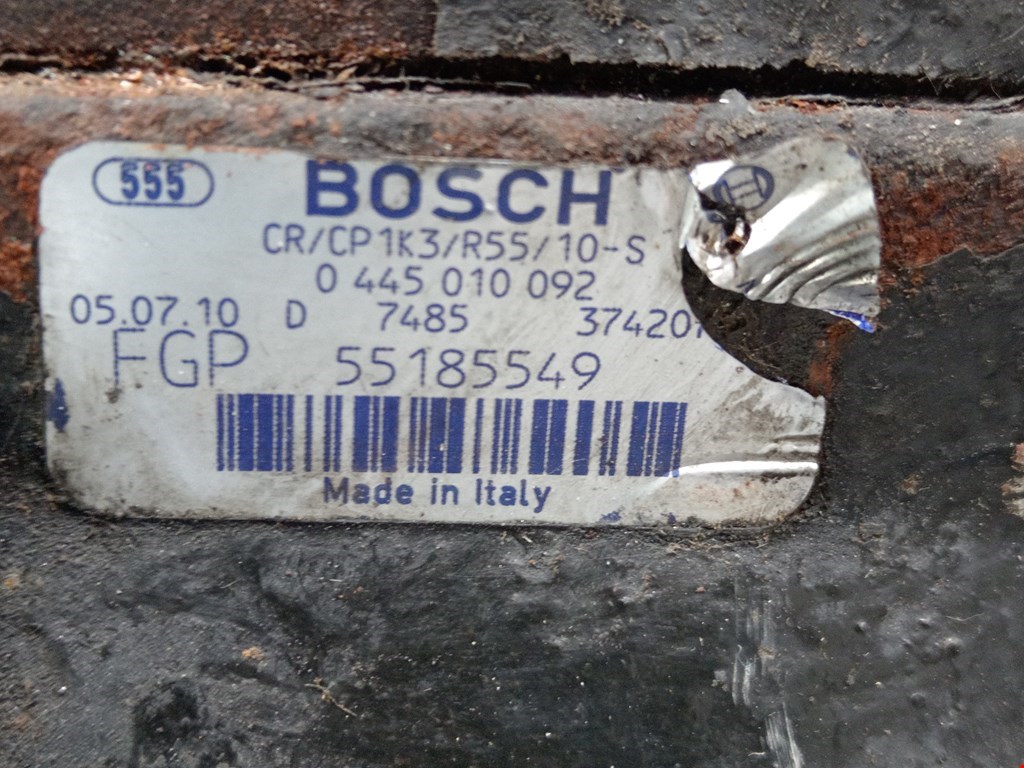 555 BOSCH
CR/CP1K3/R55/10-S
0 445 010 092
05.07.10 D 7485
FGP 55185549
Made in Italy